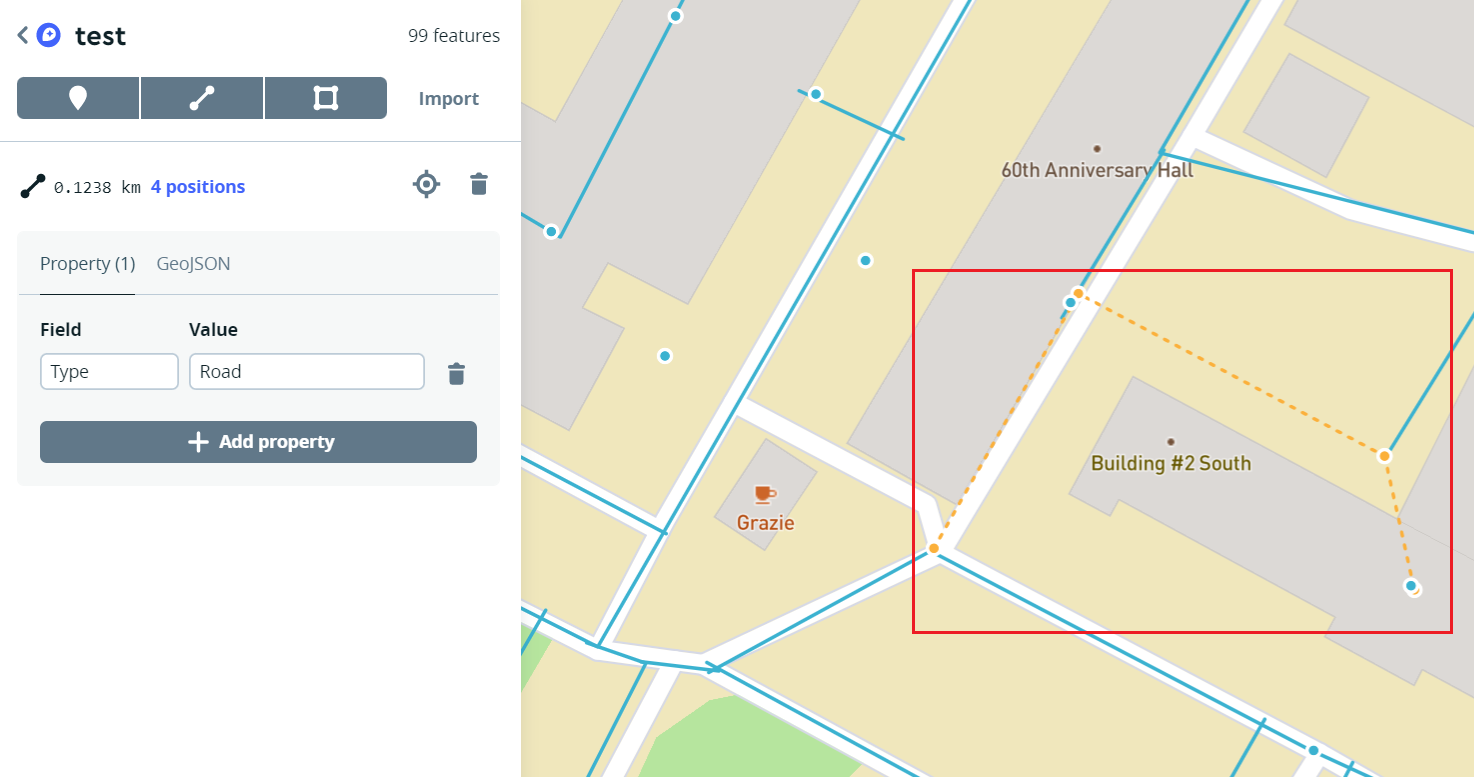 test
99 features
Import
0.1238 km 4 positions
Property (1) GeoJSON
Field Value
Type Road
Add property
60th Anniversary Hall
Building #2 South
Grazie